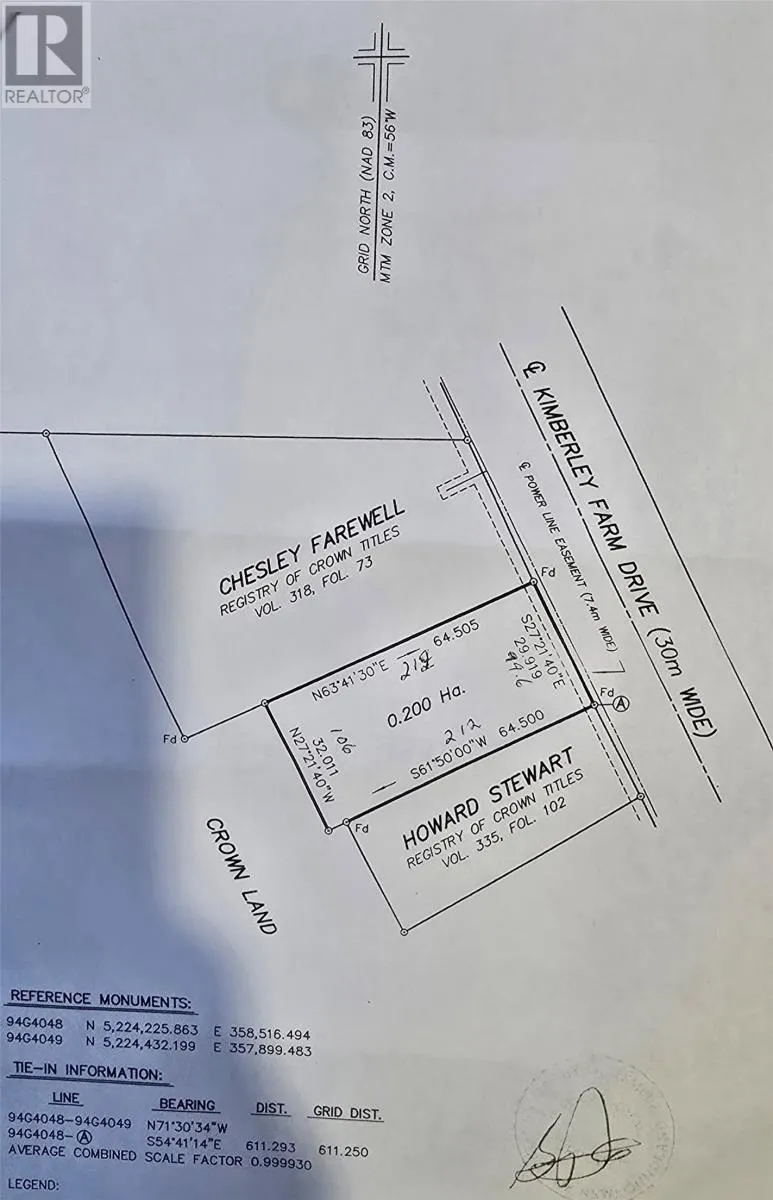 R
REALTOR®
GRID NORTH (NAD 83)
MTM ZONE 2, C.M.=56°W
℄ KIMBERLEY FARM DRIVE (30m WIDE)
℄ POWER LINE EASEMENT (7.4m WIDE)
CHESLEY FAREWELL
REGISTRY OF CROWN TITLES
VOL. 318, FOL. 73
Fd
N63°41'30"E 64.505
212
S27°21'40"E
29.919
99.6
Fd
A
0.200 Ha.
Fd
106
32.011
N27°21'40"W
212
S61°50'00"W 64.500
Fd
HOWARD STEWART
REGISTRY OF CROWN TITLES
VOL. 335, FOL. 102
CROWN LAND
REFERENCE MONUMENTS:
94G4048 N 5,224,225.863 E 358,516.494
94G4049 N 5,224,432.199 E 357,899.483
TIE-IN INFORMATION:
LINE BEARING DIST. GRID DIST.
94G4048-94G4049 N71°30'34"W
94G4048-A S54°41'14"E 611.293 611.250
AVERAGE COMBINED SCALE FACTOR 0.999930
LEGEND: